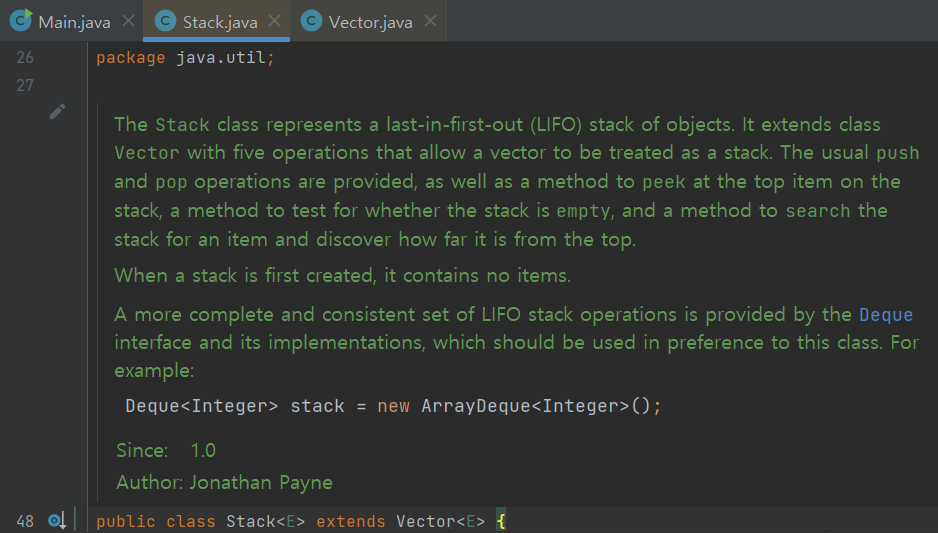 Main.java Stack.java Vector.java
26 package java.util;
27
The Stack class represents a last-in-first-out (LIFO) stack of objects. It extends class
Vector with five operations that allow a vector to be treated as a stack. The usual push
and pop operations are provided, as well as a method to peek at the top item on the
stack, a method to test for whether the stack is empty, and a method to search the
stack for an item and discover how far it is from the top.
When a stack is first created, it contains no items.
A more complete and consistent set of LIFO stack operations is provided by the Deque
interface and its implementations, which should be used in preference to this class. For
example:
Deque<Integer> stack = new ArrayDeque<Integer>();
Since: 1.0
Author: Jonathan Payne
48 public class Stack<E> extends Vector<E> {